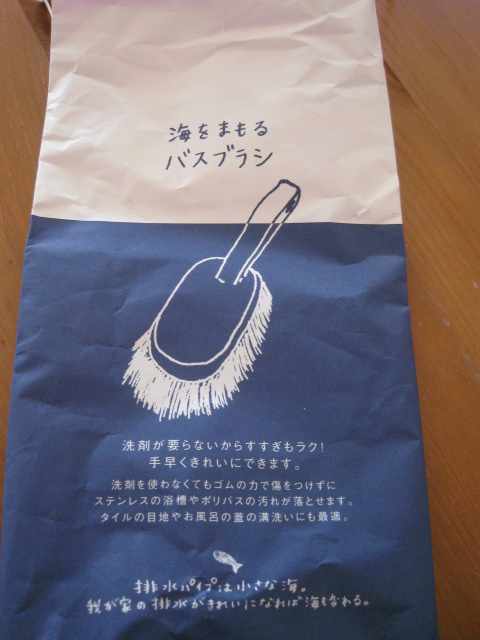 海をまもる
バスブラシ
洗剤が要らないからすすぎもラク!
手早くきれいにできます。
洗剤を使わなくてもゴムの力で傷をつけずに
ステンレスの浴槽やポリバスの汚れが落とせます。
タイルの目地やお風呂の蓋の溝洗いにも最適。
排水パイプは小さな海。
我が家の排水がきれいになれば海も変わる。